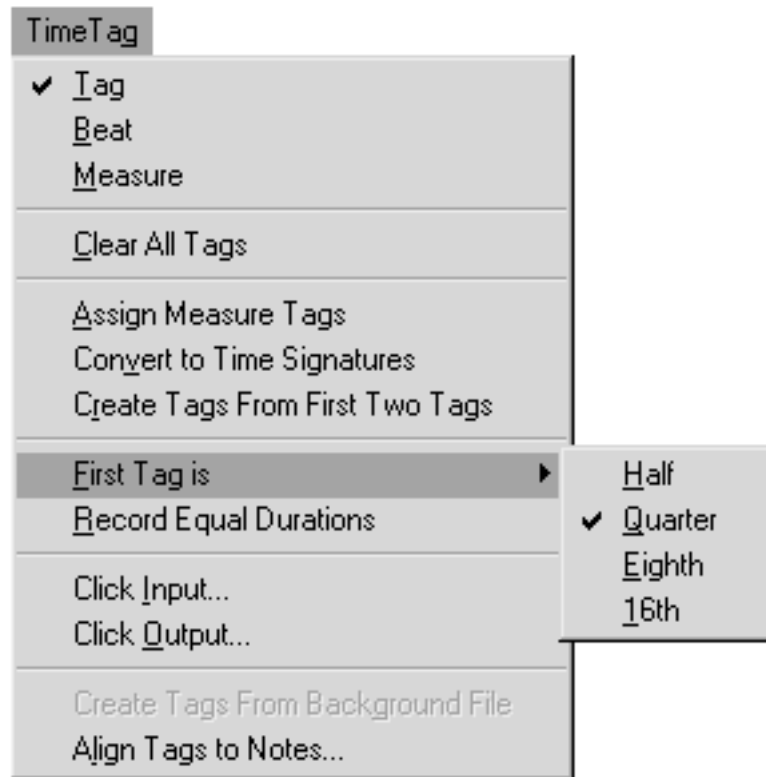 TimeTag
Tag
Beat
Measure
Clear All Tags
Assign Measure Tags
Convert to Time Signatures
Create Tags From First Two Tags
First Tag is
Record Equal Durations
Click Input...
Click Output...
Create Tags From Background File
Align Tags to Notes...
Half
Quarter
Eighth
16th